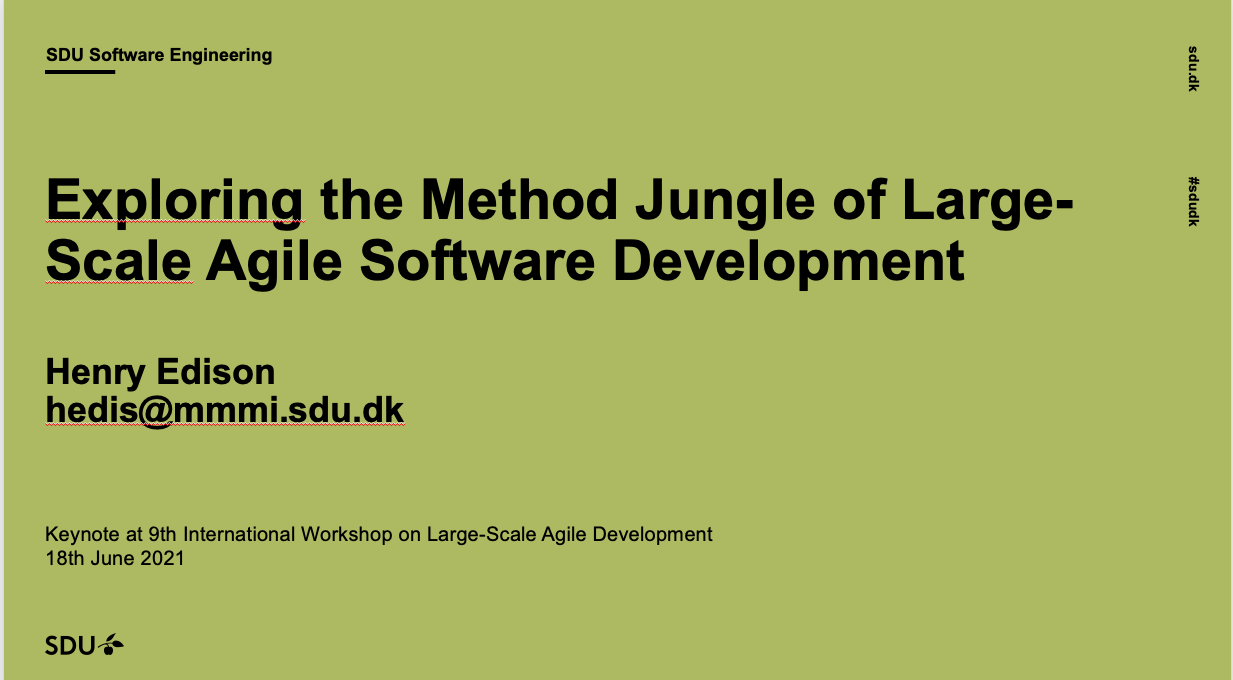 SDU Software Engineering
sdu.dk
#sdudk
Exploring the Method Jungle of Large-
Scale Agile Software Development
Henry Edison
hedis@mmmi.sdu.dk
Keynote at 9th International Workshop on Large-Scale Agile Development
18th June 2021
SDU